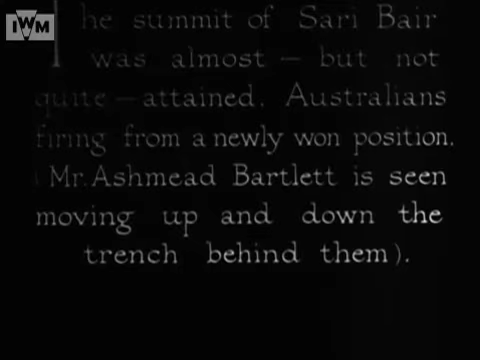 IWM
The summit of Sari Bair
was almost — but not
quite — attained. Australians
firing from a newly won position.
(Mr. Ashmead Bartlett is seen
moving up and down the
trench behind them).